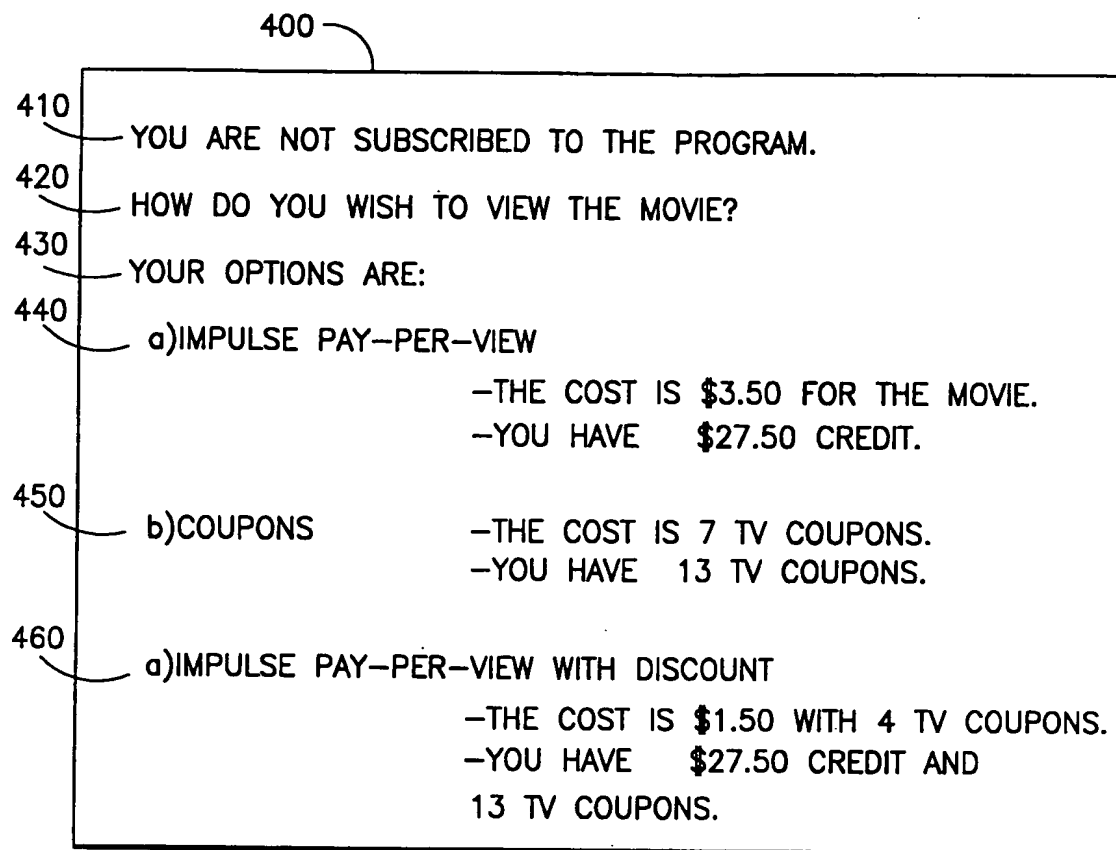 400
410
YOU ARE NOT SUBSCRIBED TO THE PROGRAM.
420
HOW DO YOU WISH TO VIEW THE MOVIE?
430
YOUR OPTIONS ARE:
440
a)IMPULSE PAY–PER–VIEW
–THE COST IS $3.50 FOR THE MOVIE.
–YOU HAVE $27.50 CREDIT.
450
b)COUPONS –THE COST IS 7 TV COUPONS.
–YOU HAVE 13 TV COUPONS.
460
a)IMPULSE PAY–PER–VIEW WITH DISCOUNT
–THE COST IS $1.50 WITH 4 TV COUPONS.
–YOU HAVE $27.50 CREDIT AND
13 TV COUPONS.